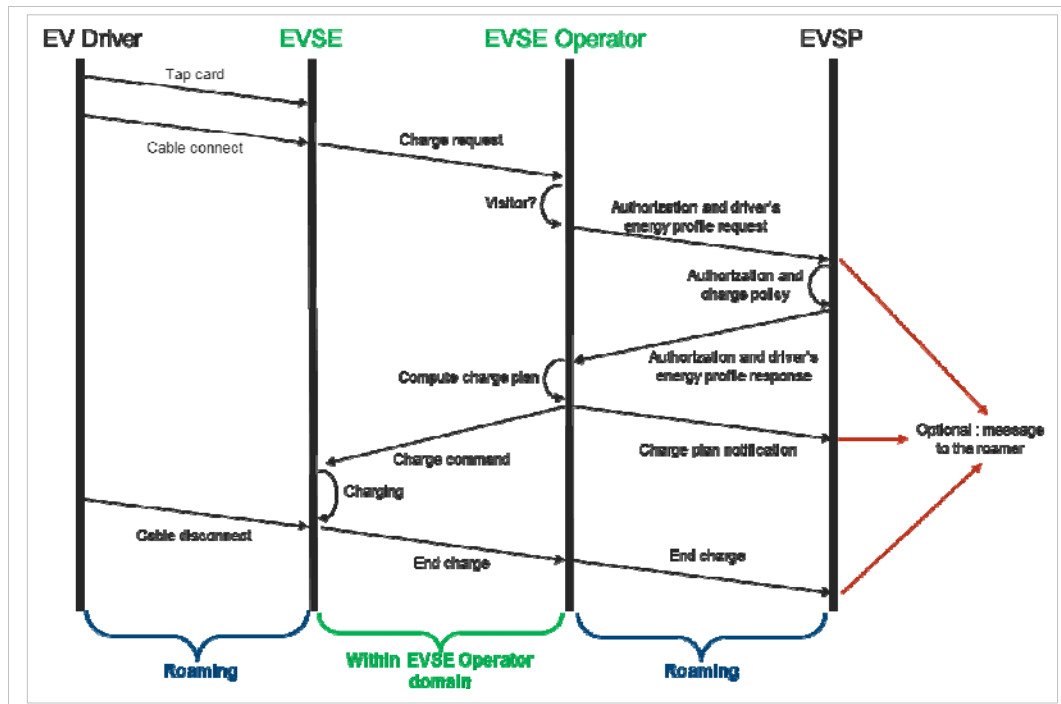 EV Driver
EVSE
EVSE Operator
EVSP
Tap card
Cable connect
Charge request
Visitor?
Authorization and driver's
energy profile request
Authorization and
charge policy
Authorization and driver's
energy profile response
Compute charge plan
Optional : message
to the roamer
Charge command
Charge plan notification
Charging
Cable disconnect
End charge
End charge
Roaming
Within EVSE Operator
domain
Roaming